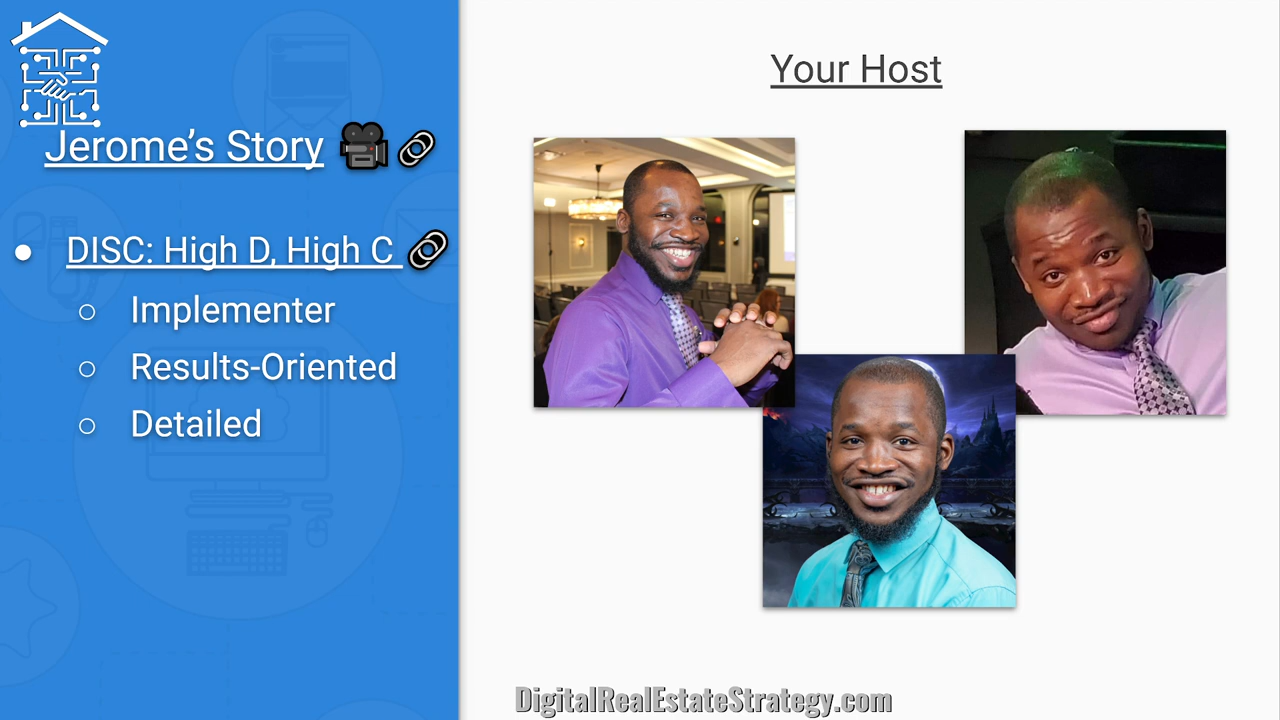 Jerome’s Story
DISC: High D, High C
Implementer
Results-Oriented
Detailed
Your Host
DigitalRealEstateStrategy.com